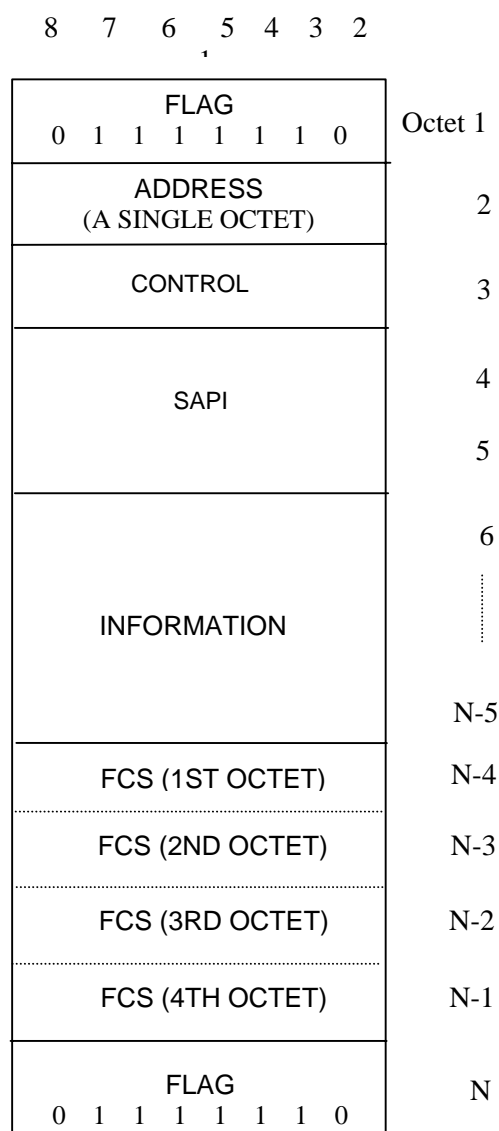 8 7 6 5 4 3 2
1
FLAG
0 1 1 1 1 1 1 0
Octet 1
ADDRESS
(A SINGLE OCTET)
2
CONTROL
3
SAPI
4
5
INFORMATION
6
N-5
FCS (1ST OCTET)
N-4
FCS (2ND OCTET)
N-3
FCS (3RD OCTET)
N-2
FCS (4TH OCTET)
N-1
FLAG
0 1 1 1 1 1 1 0
N